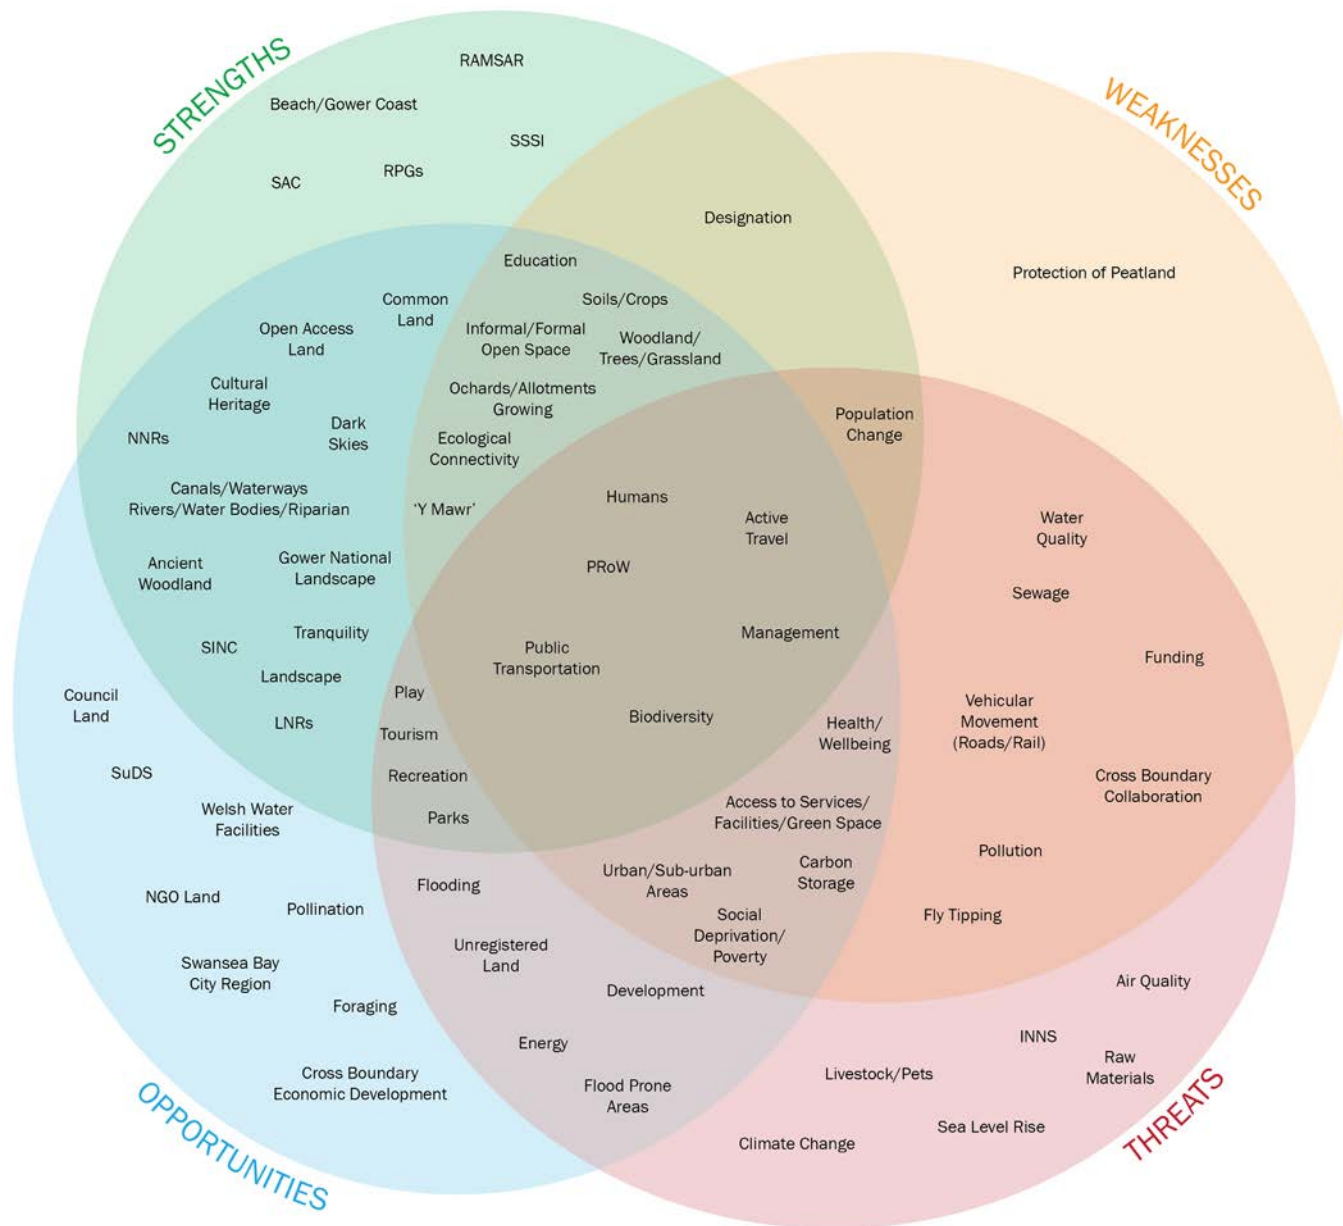 STRENGTHS
RAMSAR
Beach/Gower Coast
SSSI
RPGs
SAC
WEAKNESSES
Designation
Protection of Peatland
Education
Soils/Crops
Common
Land
Informal/Formal
Open Space
Woodland/
Trees/Grassland
Open Access
Land
Ochards/Allotments
Growing
Cultural
Heritage
Dark
Skies
NNRs
Ecological
Connectivity
Population
Change
Canals/Waterways
Rivers/Water Bodies/Riparian
'Y Mawr'
Humans
Active
Travel
Water
Quality
Ancient
Woodland
Gower National
Landscape
PRoW
Sewage
SINC
Tranquility
Public
Transportation
Management
Funding
Landscape
Council
Land
LNRs
Play
Tourism
Biodiversity
Health/
Wellbeing
Vehicular
Movement
(Roads/Rail)
SuDS
Recreation
Cross Boundary
Collaboration
Welsh Water
Facilities
Parks
Access to Services/
Facilities/Green Space
Pollution
NGO Land
Pollination
Flooding
Urban/Sub-urban
Areas
Carbon
Storage
Social
Deprivation/
Poverty
Fly Tipping
Swansea Bay
City Region
Unregistered
Land
Development
Air Quality
Foraging
Energy
INNS
Cross Boundary
Economic Development
Flood Prone
Areas
Livestock/Pets
Raw
Materials
Climate Change
Sea Level Rise
OPPORTUNITIES
THREATS